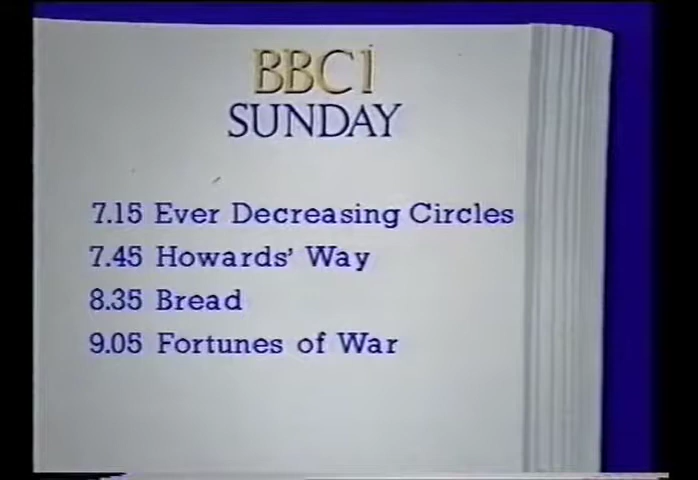 BBC1
SUNDAY
7.15 Ever Decreasing Circles
7.45 Howards' Way
8.35 Bread
9.05 Fortunes of War